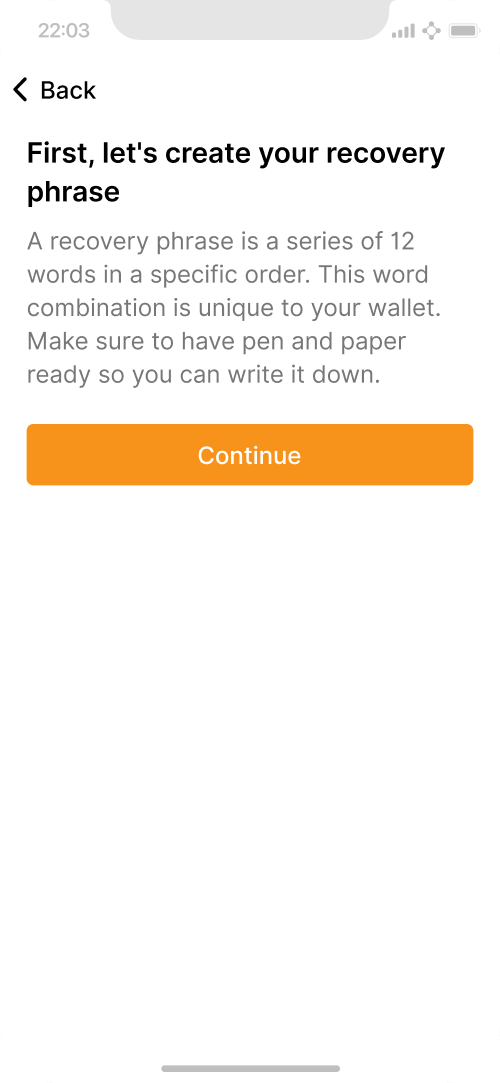 22:03
Back
First, let's create your recovery
phrase
A recovery phrase is a series of 12
words in a specific order. This word
combination is unique to your wallet.
Make sure to have pen and paper
ready so you can write it down.
Continue